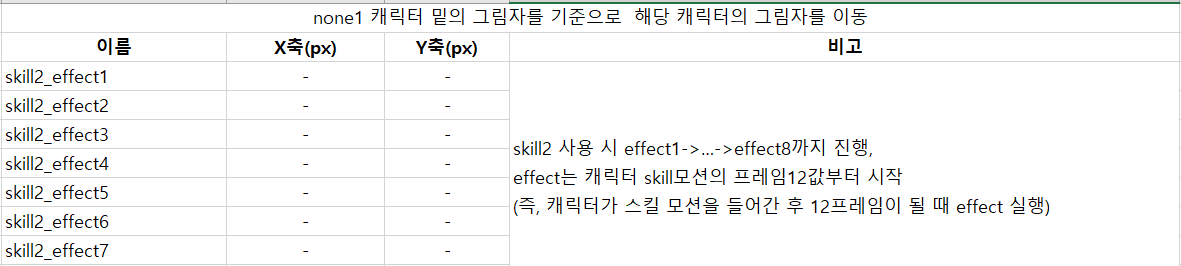 none1 캐릭터 밑의 그림자를 기준으로  해당 캐릭터의 그림자를 이동
이름 X축(px) Y축(px) 비고
skill2_effect1 - -
skill2_effect2 - -
skill2_effect3 - -
skill2_effect4 - -
skill2_effect5 - -
skill2_effect6 - -
skill2_effect7 - -
skill2 사용 시 effect1->...->effect8까지 진행,
effect는 캐릭터 skill모션의 프레임12값부터 시작
(즉, 캐릭터가 스킬 모션을 들어간 후 12프레임이 될 때 effect 실행)